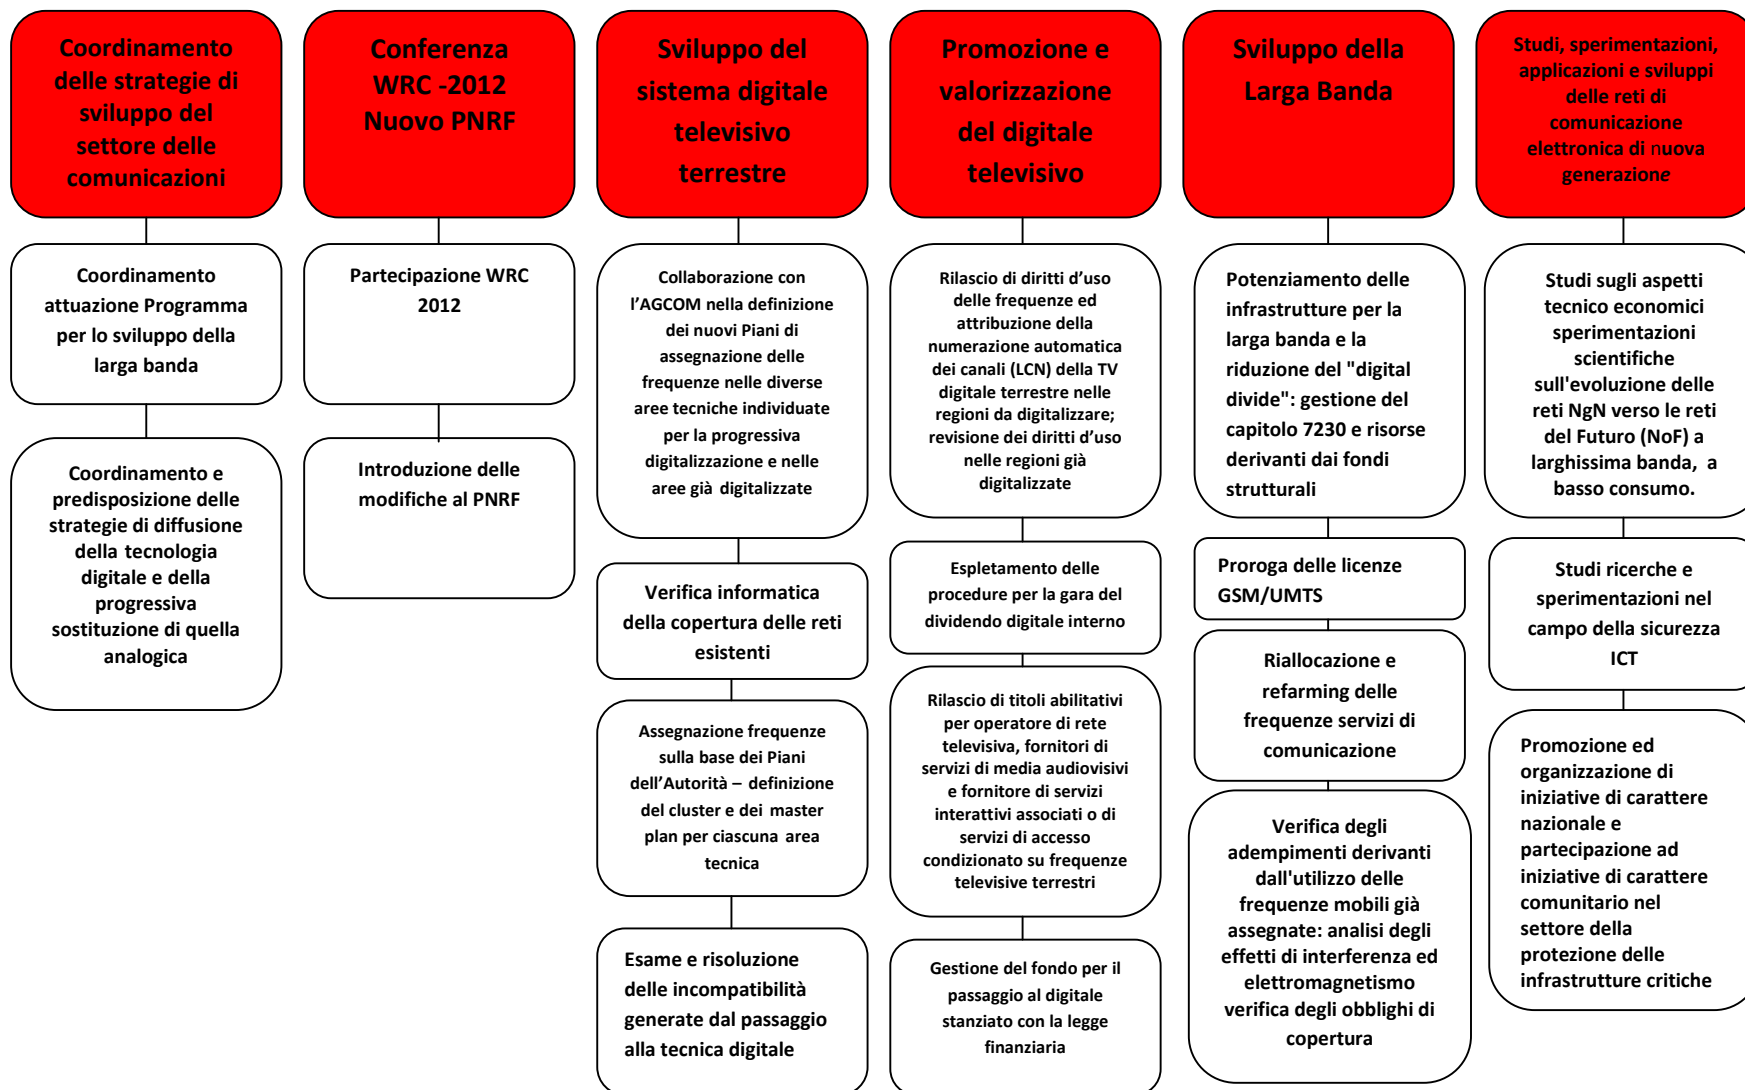 Coordinamento
delle strategie di
sviluppo del
settore delle
comunicazioni
Coordinamento
attuazione Programma
per lo sviluppo della
larga banda
Coordinamento e
predisposizione delle
strategie di diffusione
della tecnologia
digitale e della
progressiva
sostituzione di quella
analogica
Conferenza
WRC -2012
Nuovo PNRF
Partecipazione WRC
2012
Introduzione delle
modifiche al PNRF
Sviluppo del
sistema digitale
televisivo
terrestre
Collaborazione con
l'AGCOM nella definizione
dei nuovi Piani di
assegnazione delle
frequenze nelle diverse
aree tecniche individuate
per la progressiva
digitalizzazione e nelle
aree già digitalizzate
Verifica informatica
della copertura delle reti
esistenti
Assegnazione frequenze
sulla base dei Piani
dell'Autorità – definizione
del cluster e dei master
plan per ciascuna area
tecnica
Esame e risoluzione
delle incompatibilità
generate dal passaggio
alla tecnica digitale
Promozione e
valorizzazione
del digitale
televisivo
Rilascio di diritti d'uso
delle frequenze ed
attribuzione della
numerazione automatica
dei canali (LCN) della TV
digitale terrestre nelle
regioni da digitalizzare;
revisione dei diritti d'uso
nelle regioni già
digitalizzate
Espletamento delle
procedure per la gara del
dividendo digitale interno
Rilascio di titoli abilitativi
per operatore di rete
televisiva, fornitori di
servizi di media audiovisivi
e fornitore di servizi
interattivi associati o di
servizi di accesso
condizionato su frequenze
televisive terrestri
Gestione del fondo per il
passaggio al digitale
stanziato con la legge
finanziaria
Sviluppo della
Larga Banda
Potenziamento delle
infrastrutture per la
larga banda e la
riduzione del "digital
divide": gestione del
capitolo 7230 e risorse
derivanti dai fondi
strutturali
Proroga delle licenze
GSM/UMTS
Riallocazione e
refarming delle
frequenze servizi di
comunicazione
Verifica degli
adempimenti derivanti
dall'utilizzo delle
frequenze mobili già
assegnate: analisi degli
effetti di interferenza ed
elettromagnetismo
verifica degli obblighi di
copertura
Studi, sperimentazioni,
applicazioni e sviluppi
delle reti di
comunicazione
elettronica di nuova
generazione
Studi sugli aspetti
tecnico economici
sperimentazioni
scientifiche
sull'evoluzione delle
reti NgN verso le reti
del Futuro (NoF) a
larghissima banda, a
basso consumo.
Studi ricerche e
sperimentazioni nel
campo della sicurezza
ICT
Promozione ed
organizzazione di
iniziative di carattere
nazionale e
partecipazione ad
iniziative di carattere
comunitario nel
settore della
protezione delle
infrastrutture critiche